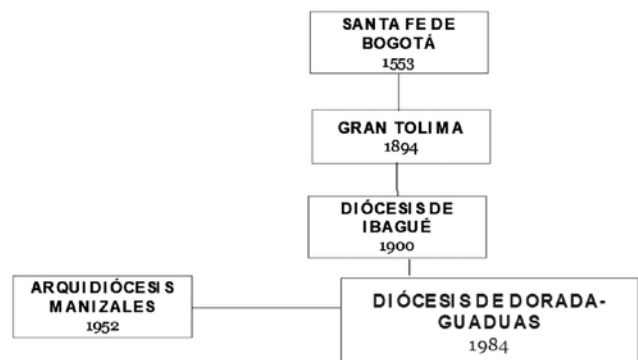 SANTA FE DE
BOGOTÁ
1553
GRAN TOLIMA
1894
DIÓCESIS DE
IBAGUÉ
1900
ARQUIDIÓCESIS
MANIZALES
1952
DIÓCESIS DE DORADA-
GUADUAS
1984